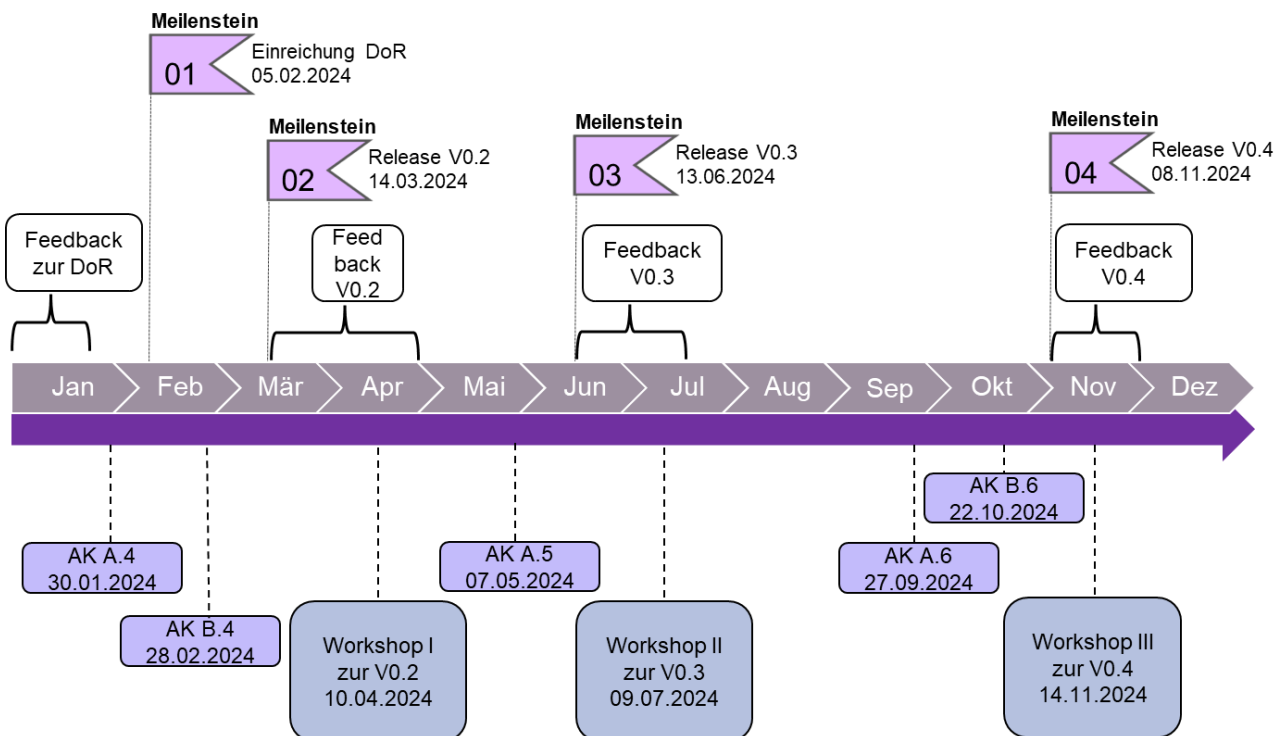 Meilenstein
01
Einreichung DoR
05.02.2024
Meilenstein
02
Release V0.2
14.03.2024
Meilenstein
03
Release V0.3
13.06.2024
Meilenstein
04
Release V0.4
08.11.2024
Feedback
zur DoR
Feed
back
V0.2
Feedback
V0.3
Feedback
V0.4
Jan
Feb
Mär
Apr
Mai
Jun
Jul
Aug
Sep
Okt
Nov
Dez
AK A.4
30.01.2024
AK B.4
28.02.2024
Workshop I
zur V0.2
10.04.2024
AK A.5
07.05.2024
Workshop II
zur V0.3
09.07.2024
AK A.6
27.09.2024
AK B.6
22.10.2024
Workshop III
zur V0.4
14.11.2024